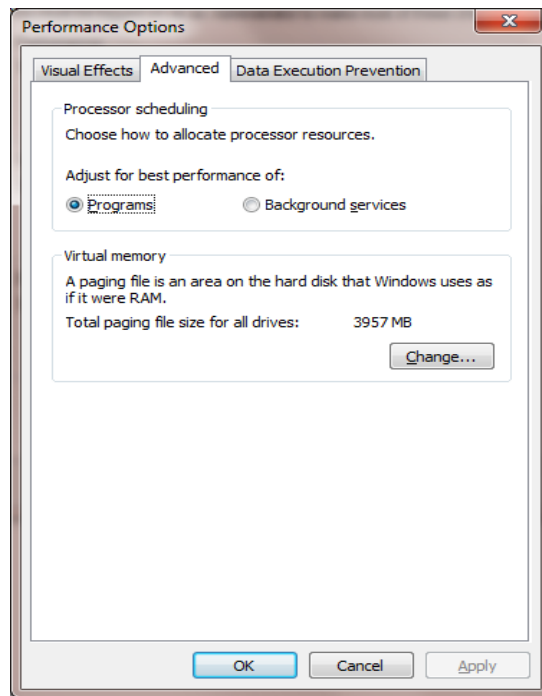 Performance Options
Visual Effects Advanced Data Execution Prevention
Processor scheduling
Choose how to allocate processor resources.
Adjust for best performance of:
Programs Background services
Virtual memory
A paging file is an area on the hard disk that Windows uses as
if it were RAM.
Total paging file size for all drives: 3957 MB
Change...
OK Cancel Apply